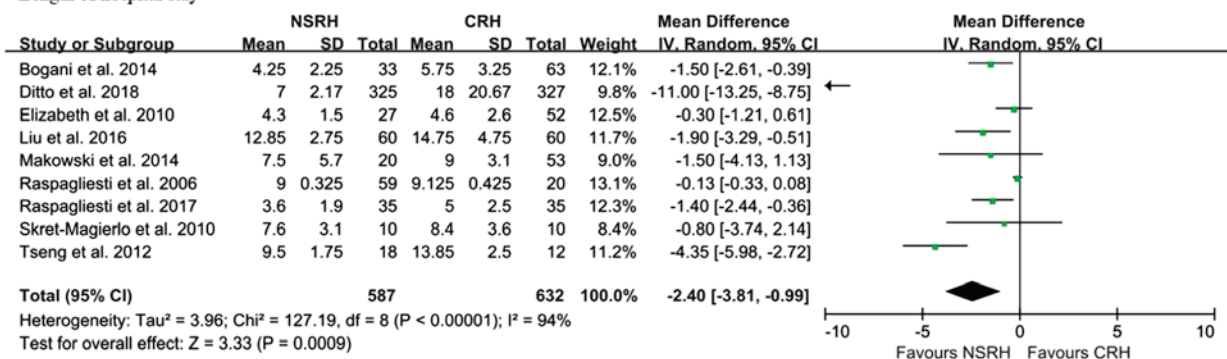 NSRH CRH Mean Difference Mean Difference
Study or Subgroup Mean SD Total Mean SD Total Weight IV, Random, 95% CI IV, Random, 95% CI
Bogani et al. 2014 4.25 2.25 33 5.75 3.25 63 12.1% -1.50 [-2.61, -0.39]
Ditto et al. 2018 7 2.17 325 18 20.67 327 9.8% -11.00 [-13.25, -8.75]
Elizabeth et al. 2010 4.3 1.5 27 4.6 2.6 52 12.5% -0.30 [-1.21, 0.61]
Liu et al. 2016 12.85 2.75 60 14.75 4.75 60 11.7% -1.90 [-3.29, -0.51]
Makowski et al. 2014 7.5 5.7 20 9 3.1 53 9.0% -1.50 [-4.13, 1.13]
Raspagliesti et al. 2006 9 0.325 59 9.125 0.425 20 13.1% -0.13 [-0.33, 0.08]
Raspagliesti et al. 2017 3.6 1.9 35 5 2.5 35 12.3% -1.40 [-2.44, -0.36]
Skret-Magierlo et al. 2010 7.6 3.1 10 8.4 3.6 10 8.4% -0.80 [-3.74, 2.14]
Tseng et al. 2012 9.5 1.75 18 13.85 2.5 12 11.2% -4.35 [-5.98, -2.72]
Total (95% CI) 587 632 100.0% -2.40 [-3.81, -0.99]
Heterogeneity: Tau² = 3.96; Chi² = 127.19, df = 8 (P < 0.00001); I² = 94%
Test for overall effect: Z = 3.33 (P = 0.0009)
-10 -5 0 5 10
Favours NSRH Favours CRH